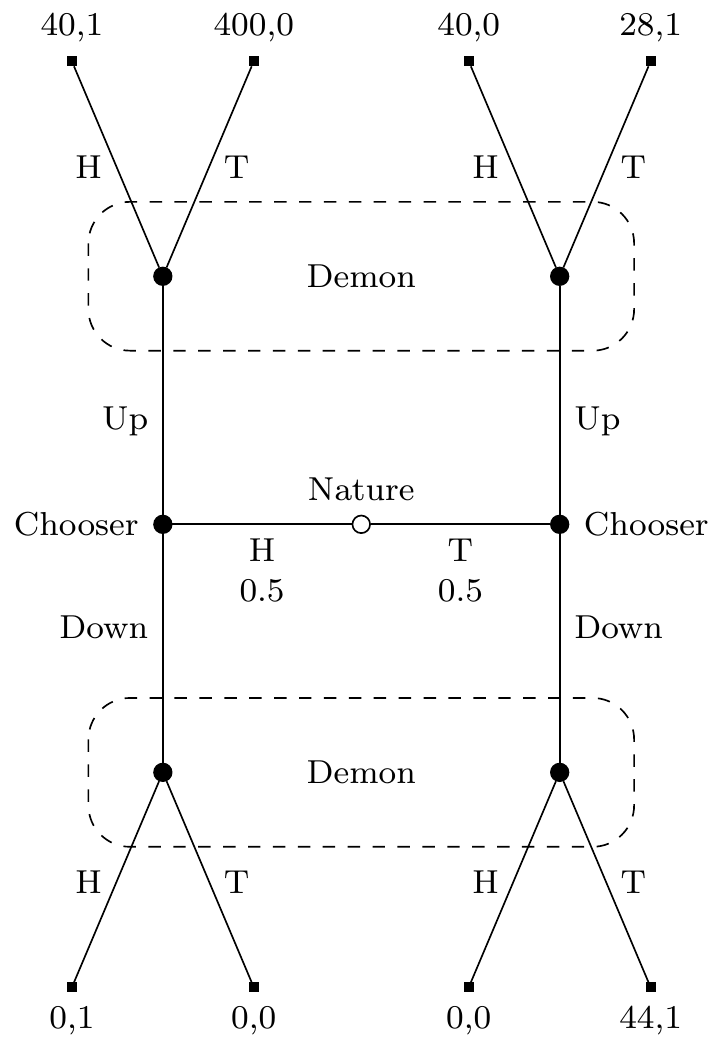 40,1 400,0 40,0 28,1
H T H T
Demon
Up Up
Nature
Chooser Chooser
H T
0.5 0.5
Down Down
Demon
H T H T
0,1 0,0 0,0 44,1